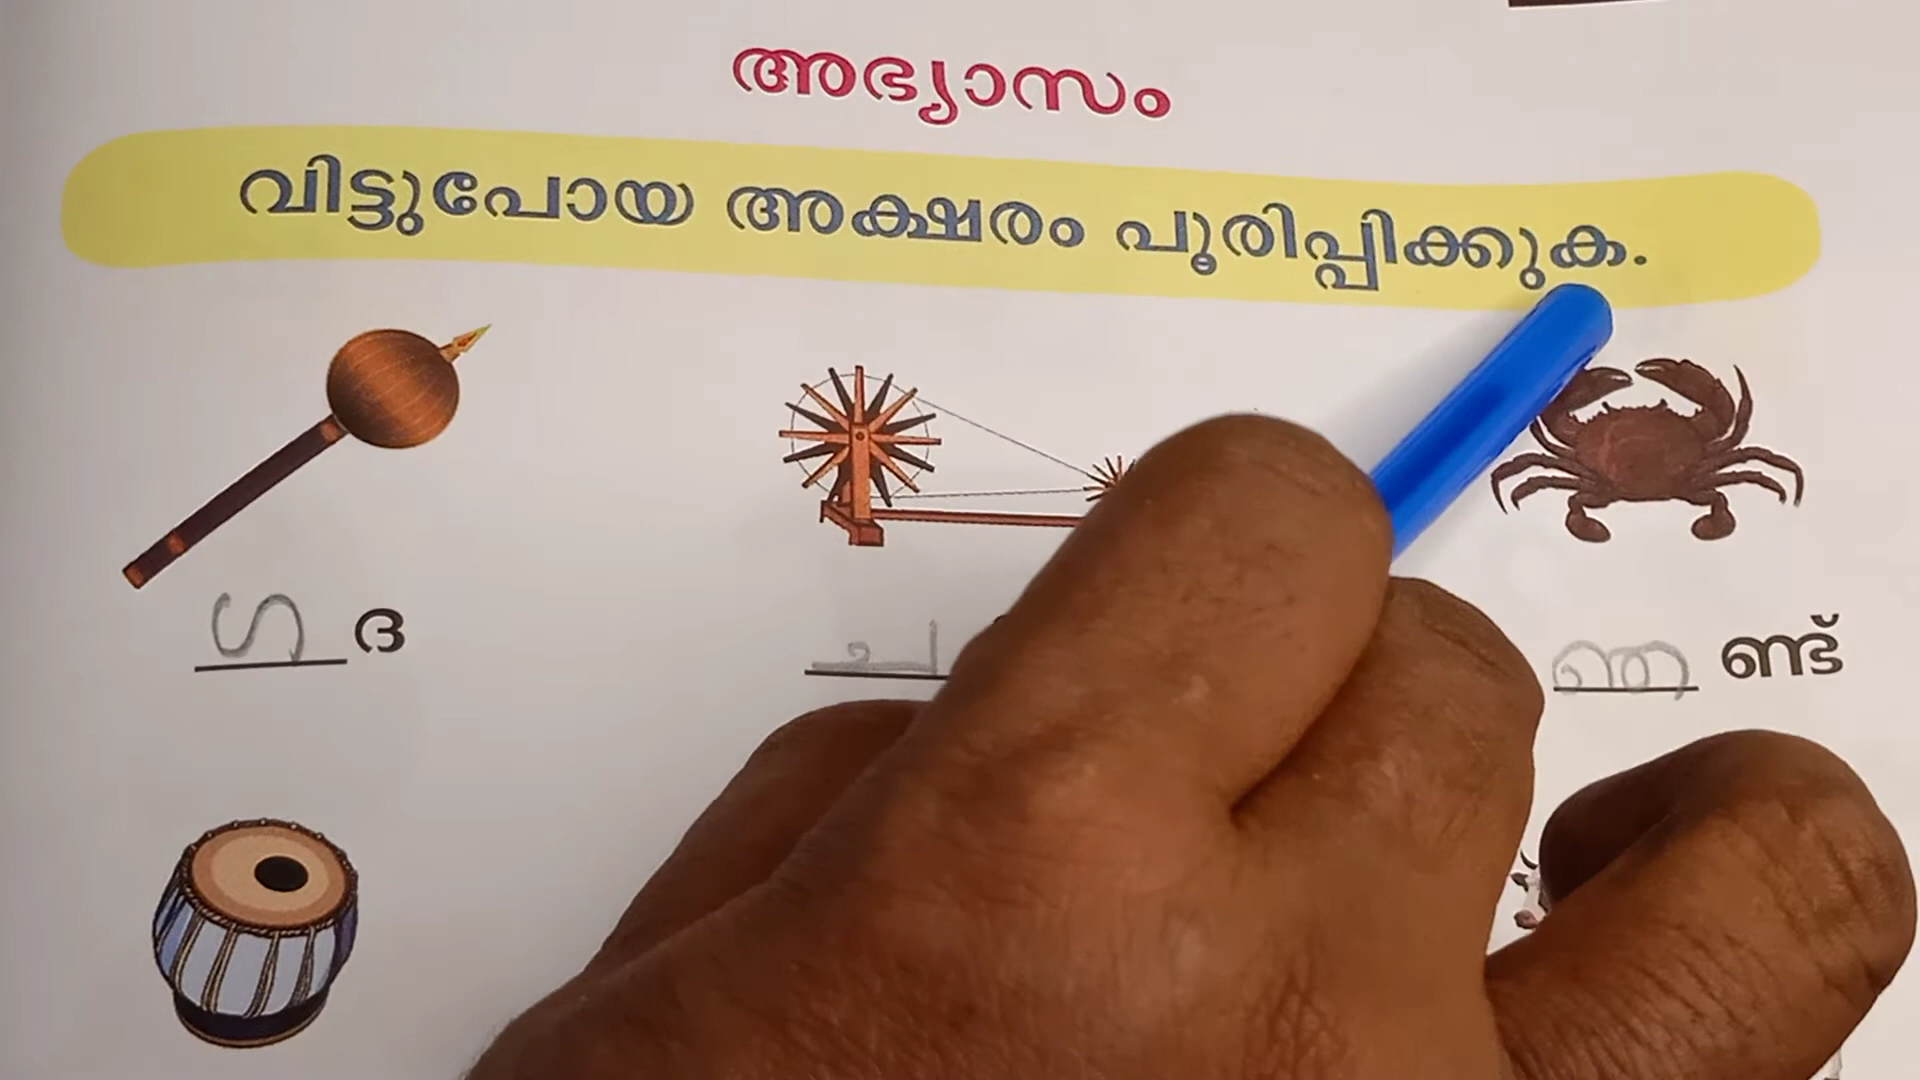 അഭ്യാസം
വിട്ടുപോയ അക്ഷരം പൂരിപ്പിക്കുക.
ഗ ദ
ച
ഞ ണ്ട്